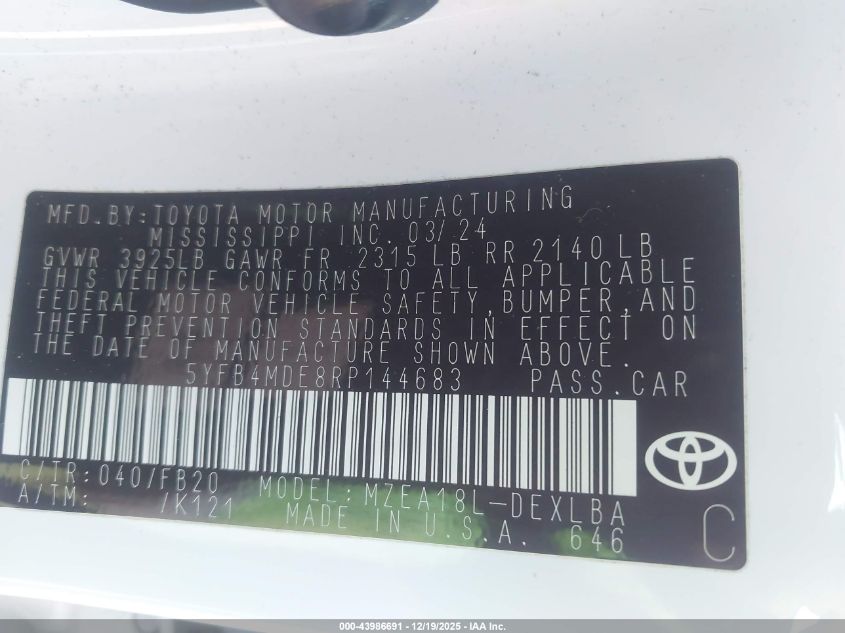 MFD. BY: TOYOTA MOTOR MANUFACTURING
MISSISSIPPI INC. 03/24
GVWR 3925LB GAWR FR 2315 LB RR 2140 LB
THIS VEHICLE CONFORMS TO ALL APPLICABLE
FEDERAL MOTOR VEHICLE SAFETY, BUMPER, AND
THEFT PREVENTION STANDARDS IN EFFECT ON
THE DATE OF MANUFACTURE SHOWN ABOVE.
5YFB4MDE8RP144683 PASS. CAR
C/TR: 040/FB20 MODEL: MZEA18L-DEXLBA
A/TM: /K121 MADE IN U.S.A. 646 C
000-43986691 - 12/19/2025 - IAA Inc.